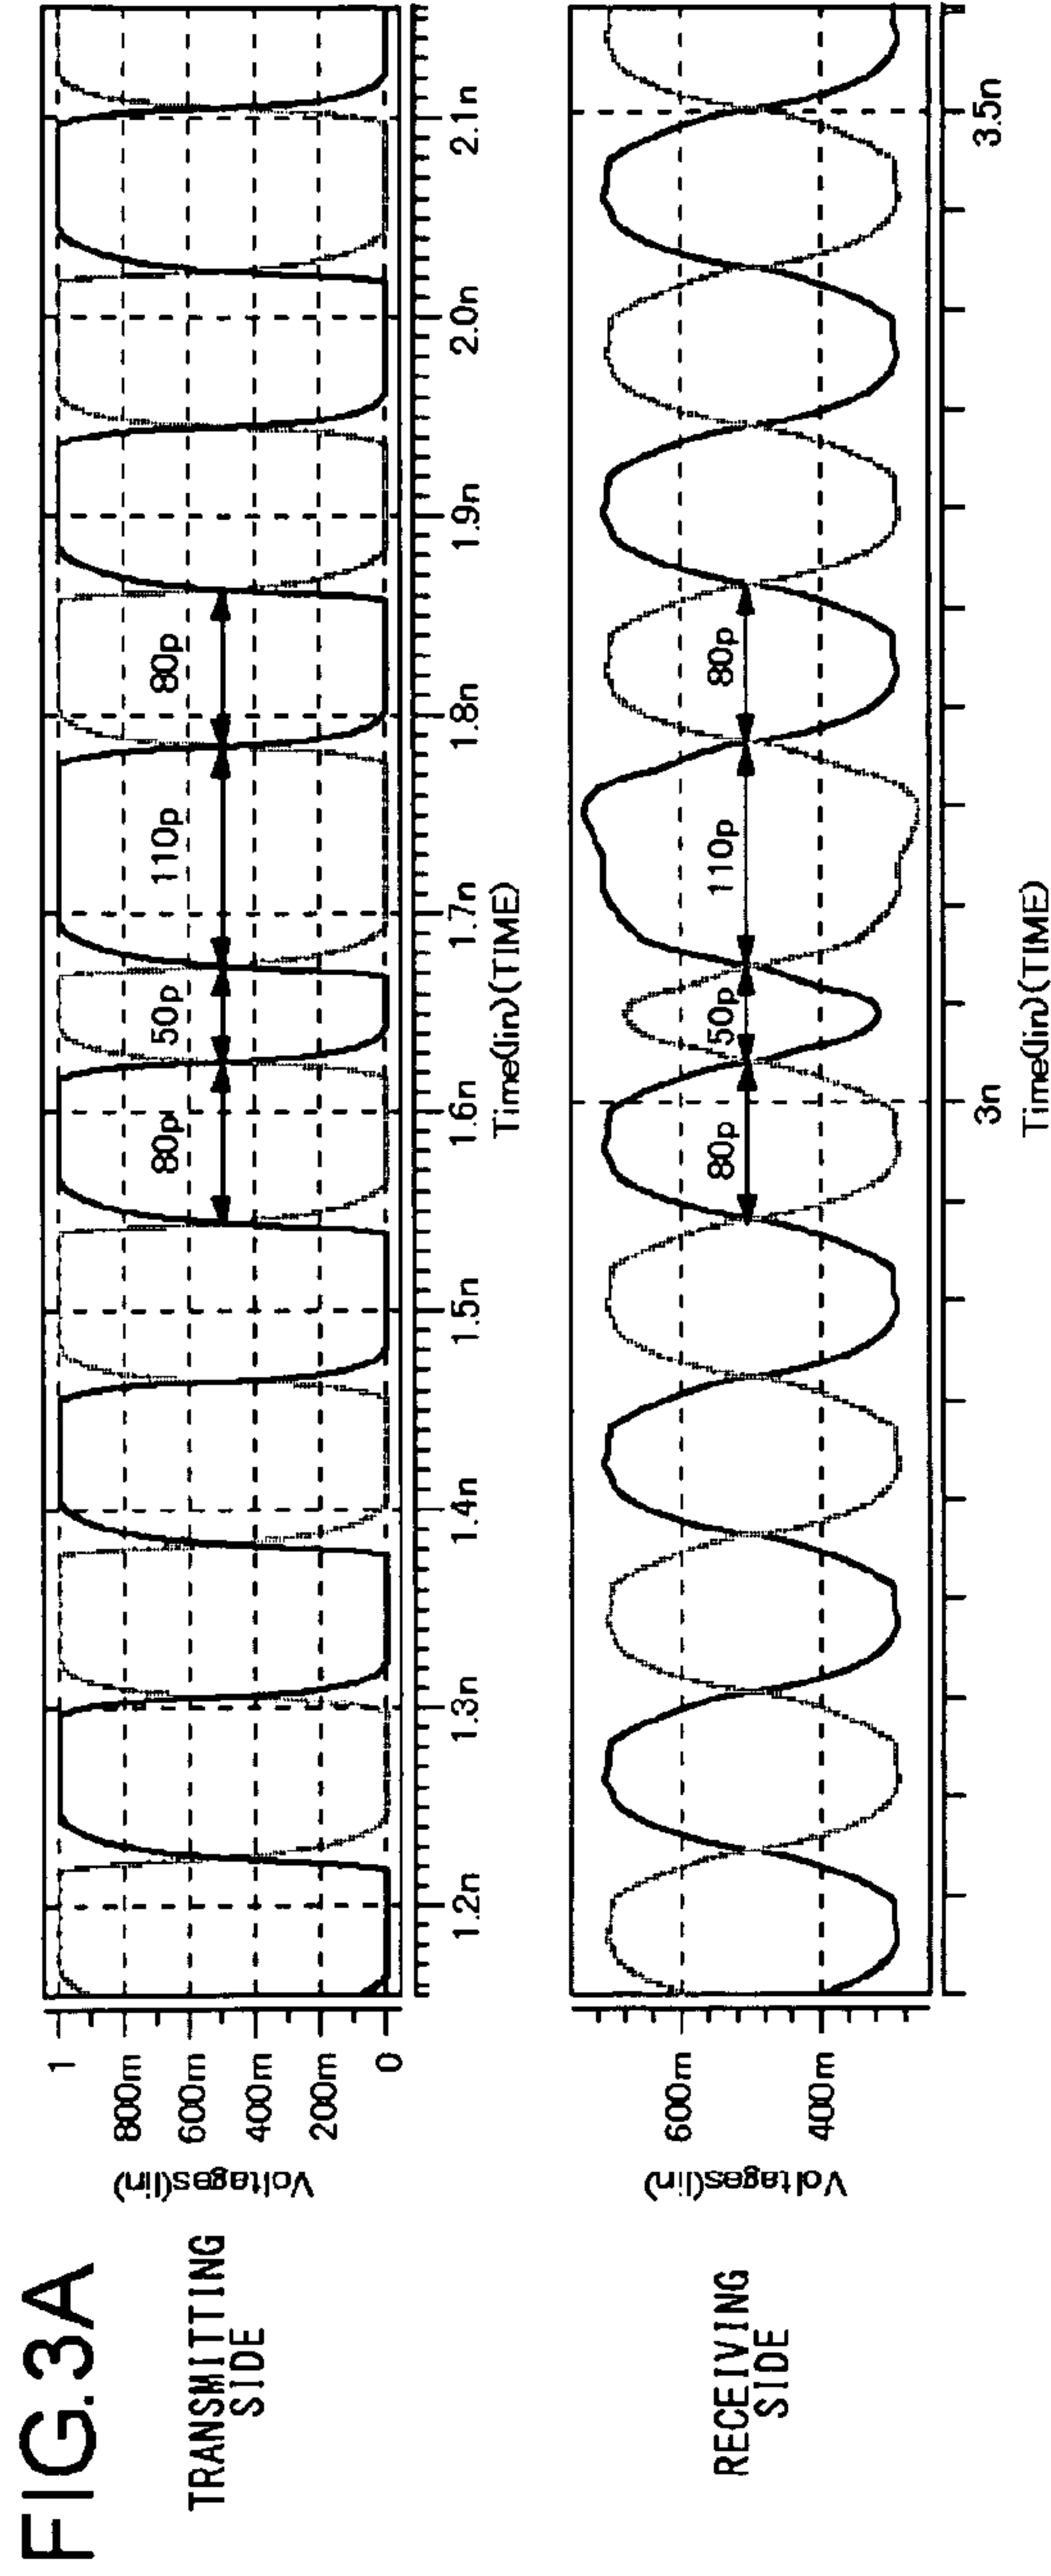 FIG.3A
TRANSMITTING
SIDE
Voltages(lin)
1
800m
600m
400m
200m
0
80p
50p
110p
80p
1.2n
1.3n
1.4n
1.5n
1.6n
1.7n
1.8n
1.9n
2.0n
2.1n
Time(lin)(TIME)
RECEIVING
SIDE
Voltages(lin)
600m
400m
80p
50p
110p
80p
3n
3.5n
Time(lin)(TIME)